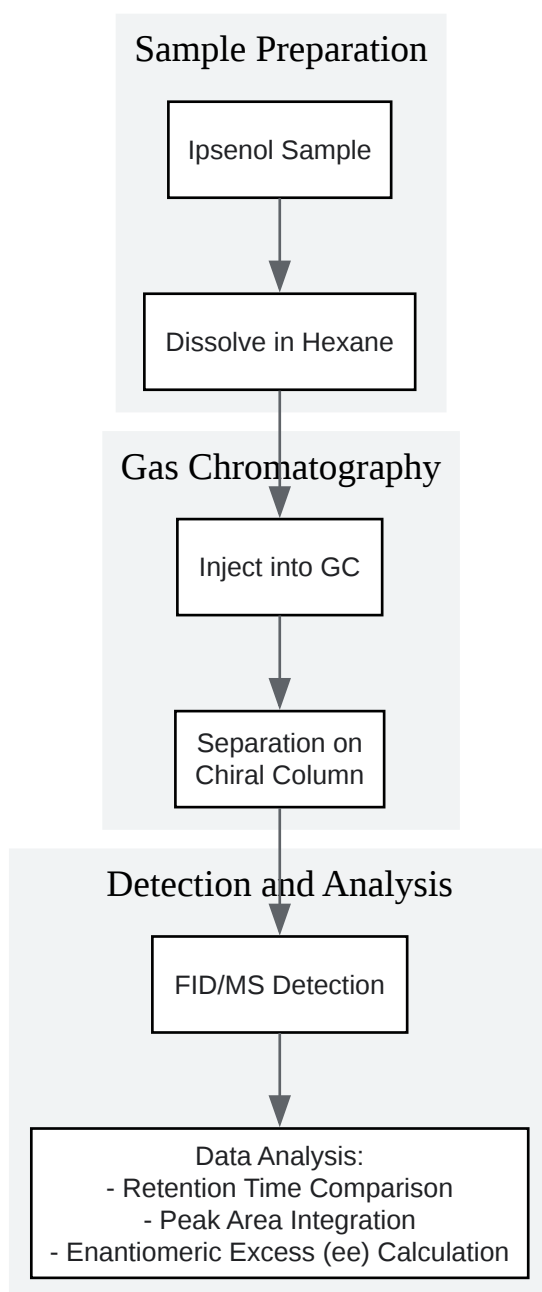 Sample Preparation
Ipsenol Sample
Dissolve in Hexane
Gas Chromatography
Inject into GC
Separation on
Chiral Column
Detection and Analysis
FID/MS Detection
Data Analysis:
- Retention Time Comparison
- Peak Area Integration
- Enantiomeric Excess (ee) Calculation